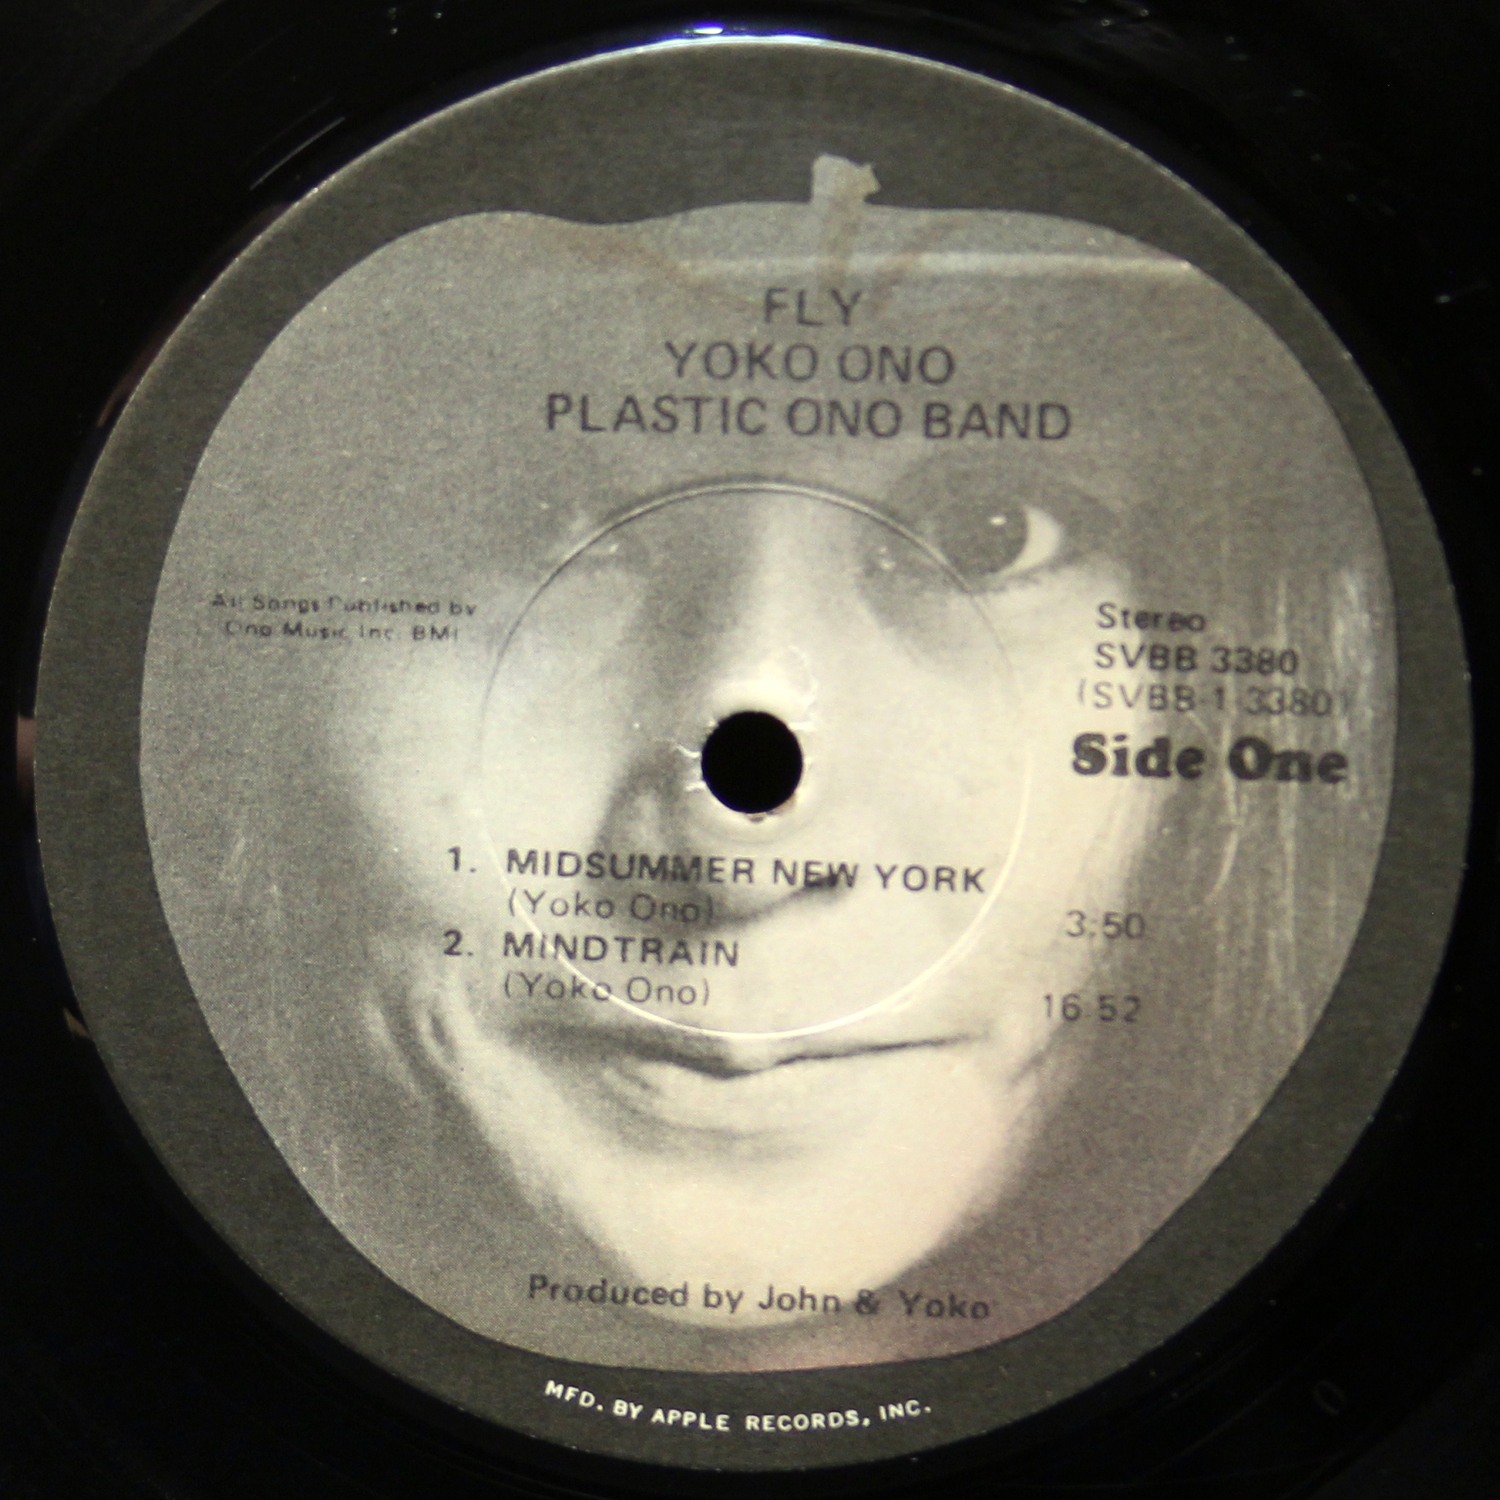 FLY
YOKO ONO
PLASTIC ONO BAND
All Songs Published by
Ono Music Inc. BMI
Stereo
SVBB 3380
(SVBB-1-3380)
Side One
1. MIDSUMMER NEW YORK
(Yoko Ono) 3:50
2. MINDTRAIN
(Yoko Ono) 16:52
Produced by John & Yoko
MFD. BY APPLE RECORDS, INC.